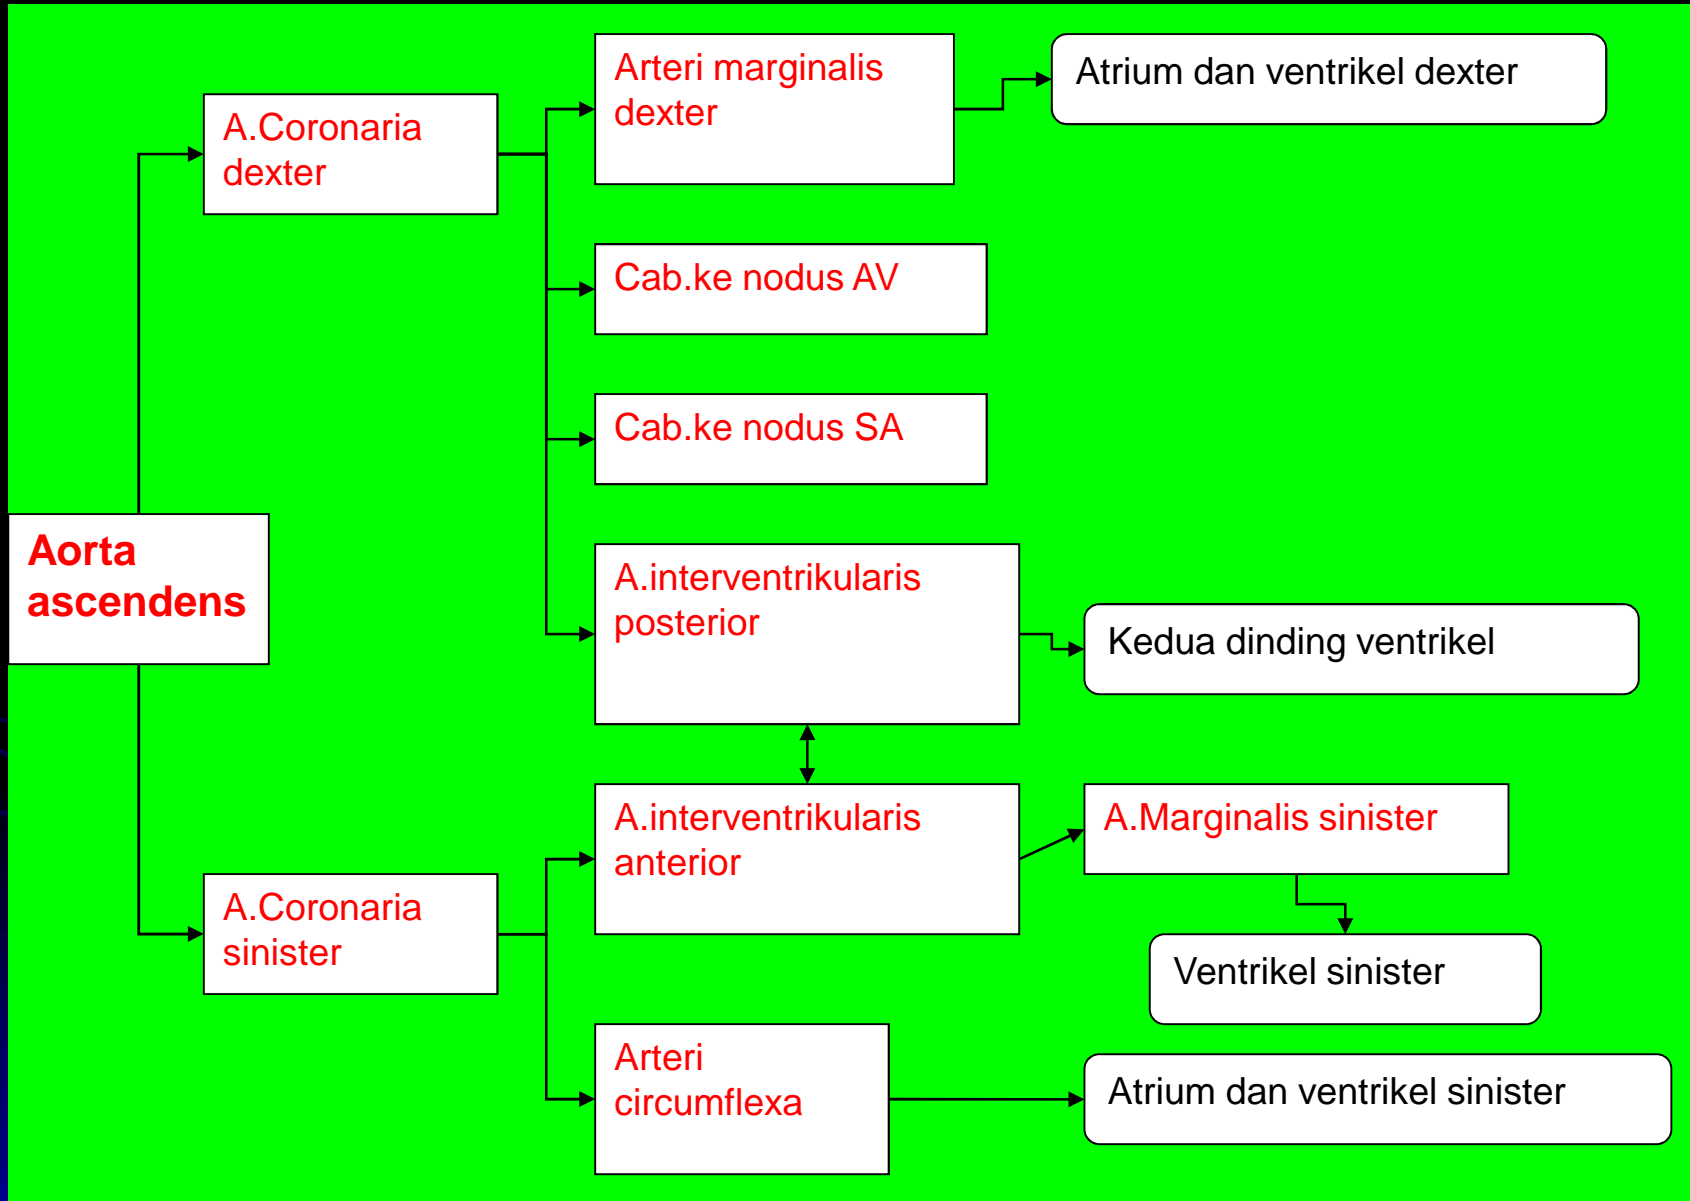 Arteri marginalis
dexter
Atrium dan ventrikel dexter
A.Coronaria
dexter
Cab.ke nodus AV
Cab.ke nodus SA
Aorta
ascendens
A.interventrikularis
posterior
Kedua dinding ventrikel
A.interventrikularis
anterior
A.Marginalis sinister
A.Coronaria
sinister
Ventrikel sinister
Arteri
circumflexa
Atrium dan ventrikel sinister